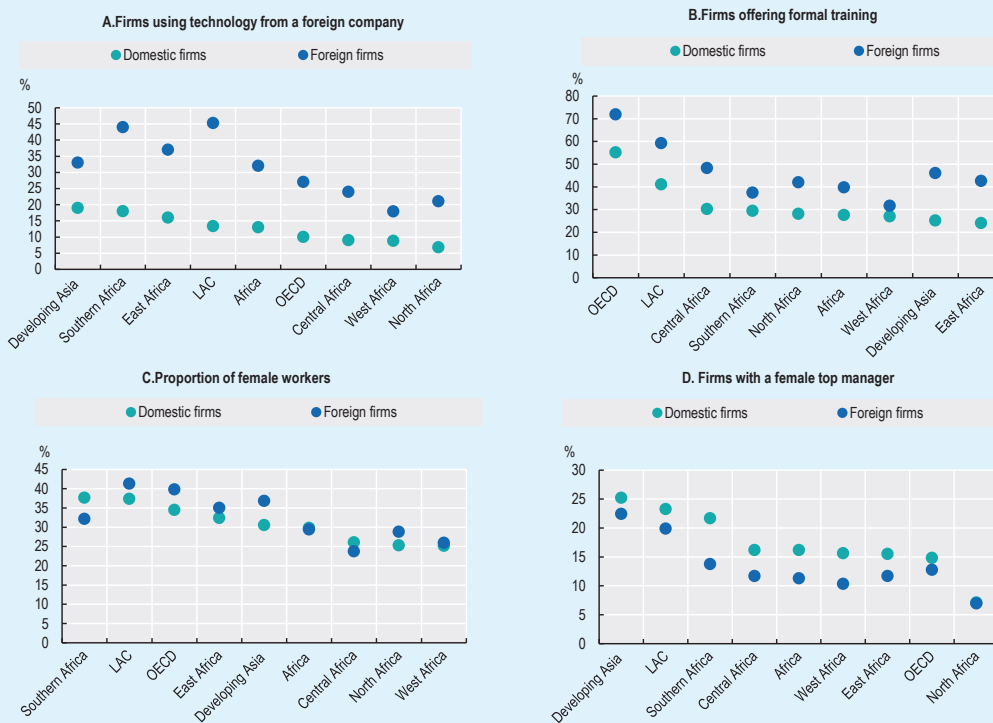 A.Firms using technology from a foreign company
Domestic firms Foreign firms
%
50
45
40
35
30
25
20
15
10
5
0
Developing Asia
Southern Africa
East Africa
LAC
Africa
OECD
Central Africa
West Africa
North Africa
B.Firms offering formal training
Domestic firms Foreign firms
%
80
70
60
50
40
30
20
10
0
OECD
LAC
Central Africa
Southern Africa
North Africa
Africa
West Africa
Developing Asia
East Africa
C.Proportion of female workers
Domestic firms Foreign firms
%
45
40
35
30
25
20
15
10
5
0
Southern Africa
LAC
OECD
East Africa
Developing Asia
Africa
Central Africa
North Africa
West Africa
D. Firms with a female top manager
Domestic firms Foreign firms
%
30
25
20
15
10
5
0
Developing Asia
LAC
Southern Africa
Central Africa
Africa
West Africa
East Africa
OECD
North Africa